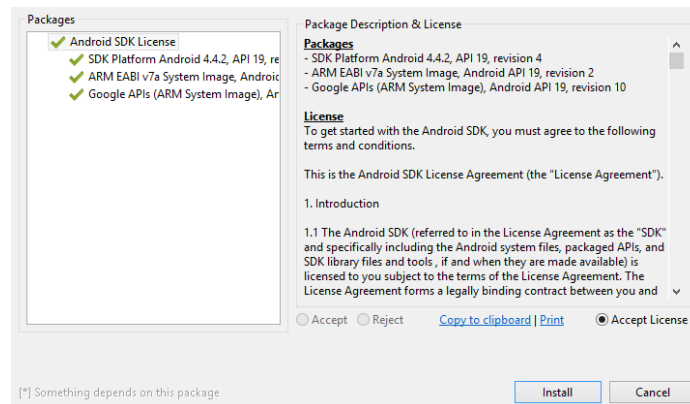 Packages
Android SDK License
SDK Platform Android 4.4.2, API 19, re
ARM EABI v7a System Image, Android
Google APIs (ARM System Image), An
Package Description & License
Packages
- SDK Platform Android 4.4.2, API 19, revision 4
- ARM EABI v7a System Image, Android API 19, revision 2
- Google APIs (ARM System Image), Android API 19, revision 10
License
To get started with the Android SDK, you must agree to the following
terms and conditions.
This is the Android SDK License Agreement (the "License Agreement").
1. Introduction
1.1 The Android SDK (referred to in the License Agreement as the "SDK"
and specifically including the Android system files, packaged APIs, and
SDK library files and tools , if and when they are made available) is
licensed to you subject to the terms of the License Agreement. The
License Agreement forms a legally binding contract between you and
Accept Reject Copy to clipboard | Print Accept License
[*] Something depends on this package
Install Cancel